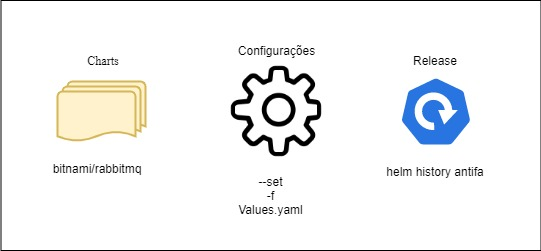 Charts
bitnami/rabbitmq
Configurações
--set
-f
Values.yaml
Release
helm history antifa